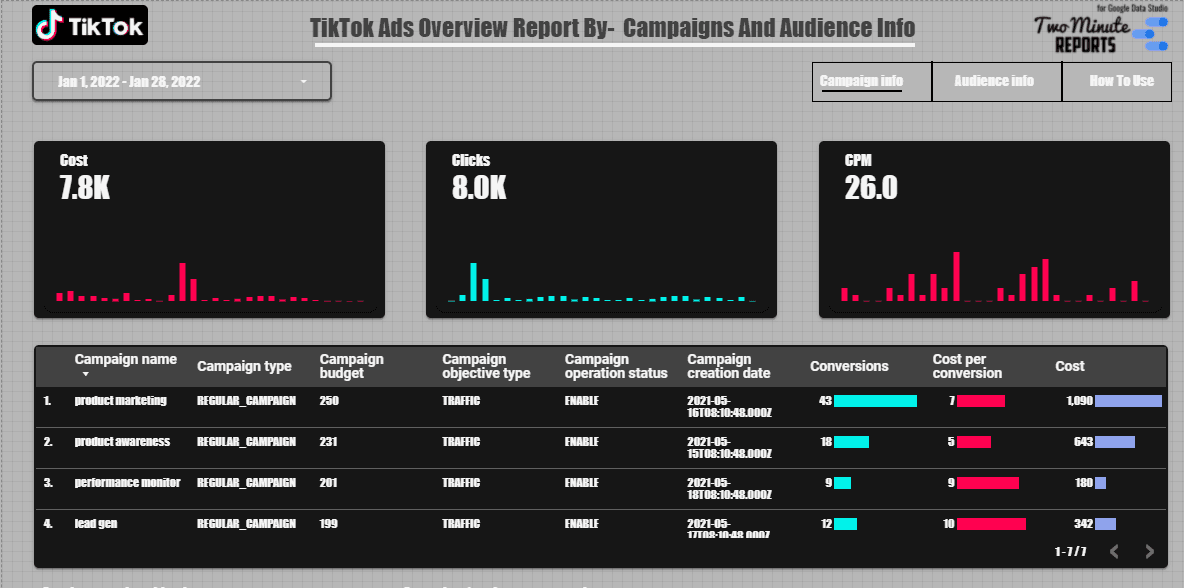 TikTok
TikTok Ads Overview Report By-  Campaigns And Audience Info
for Google Data Studio
Two Minute
REPORTS
Jan 1, 2022 - Jan 28, 2022
Campaign info
Audience info
How To Use
Cost
7.8K
Clicks
8.0K
CPM
26.0
Campaign name
Campaign type
Campaign
budget
Campaign
objective type
Campaign
operation status
Campaign
creation date
Conversions
Cost per
conversion
Cost
1. product marketing REGULAR_CAMPAIGN 250 TRAFFIC ENABLE 2021-05-
16T08:10:48.000Z
43 7 1,090
2. product awareness REGULAR_CAMPAIGN 231 TRAFFIC ENABLE 2021-05-
15T08:10:48.000Z
18 5 643
3. performance monitor REGULAR_CAMPAIGN 201 TRAFFIC ENABLE 2021-05-
18T08:10:48.000Z
9 9 180
4. lead gen REGULAR_CAMPAIGN 199 TRAFFIC ENABLE 2021-05-
17T08:10:48.000Z
12 10 342
1 - 7 / 7